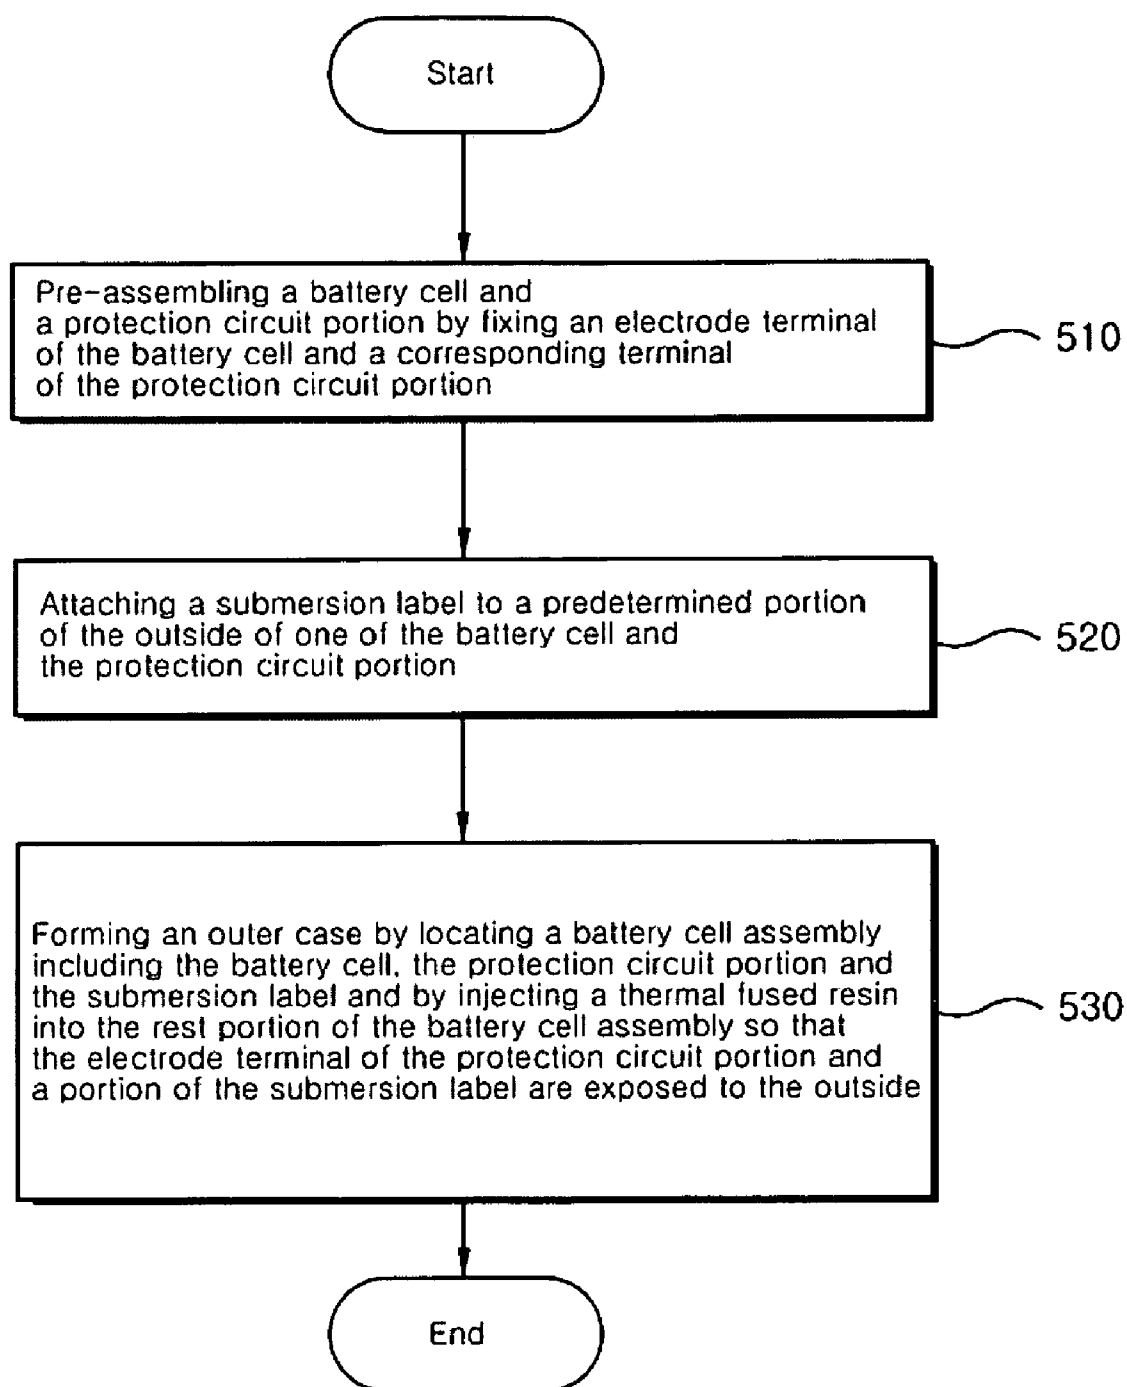 Start
Pre-assembling a battery cell and
a protection circuit portion by fixing an electrode terminal
of the battery cell and a corresponding terminal
of the protection circuit portion
510
Attaching a submersion label to a predetermined portion
of the outside of one of the battery cell and
the protection circuit portion
520
Forming an outer case by locating a battery cell assembly
including the battery cell, the protection circuit portion and
the submersion label and by injecting a thermal fused resin
into the rest portion of the battery cell assembly so that
the electrode terminal of the protection circuit portion and
a portion of the submersion label are exposed to the outside
530
End